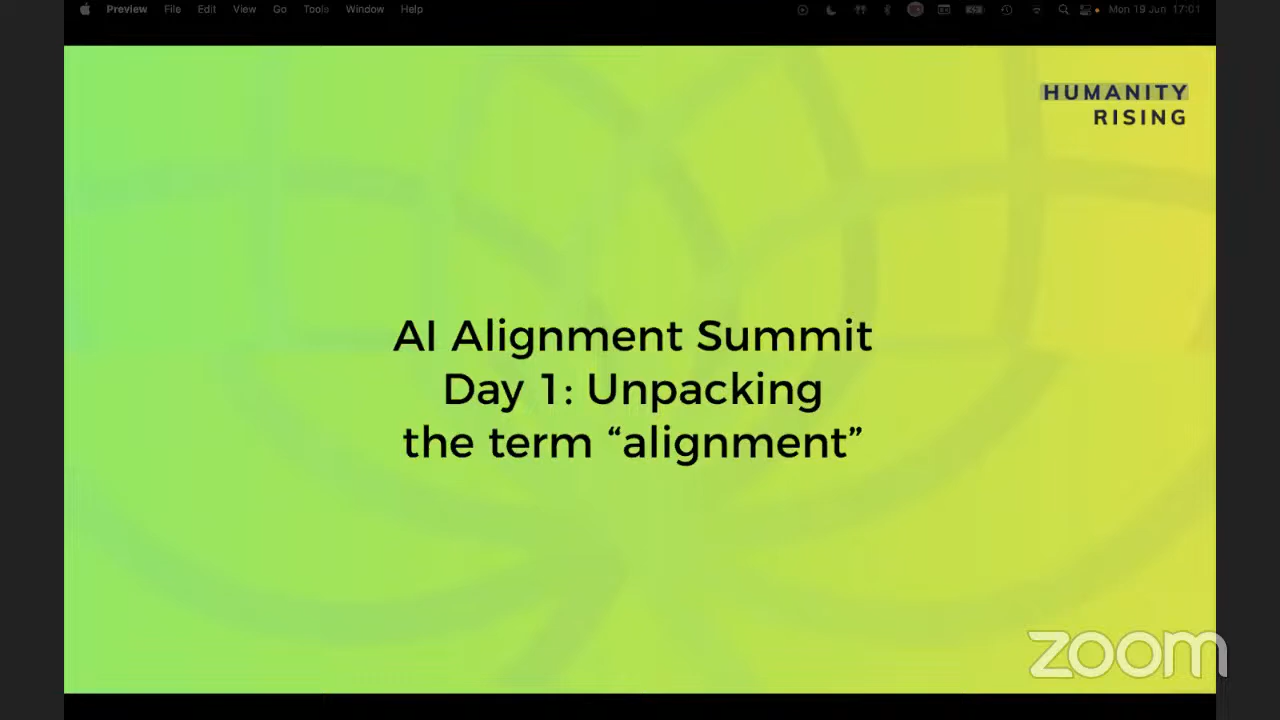 Preview File Edit View Go Tools Window Help Mon 19 Jun 17:01
HUMANITY
RISING
AI Alignment Summit
Day 1: Unpacking
the term “alignment”
zoom